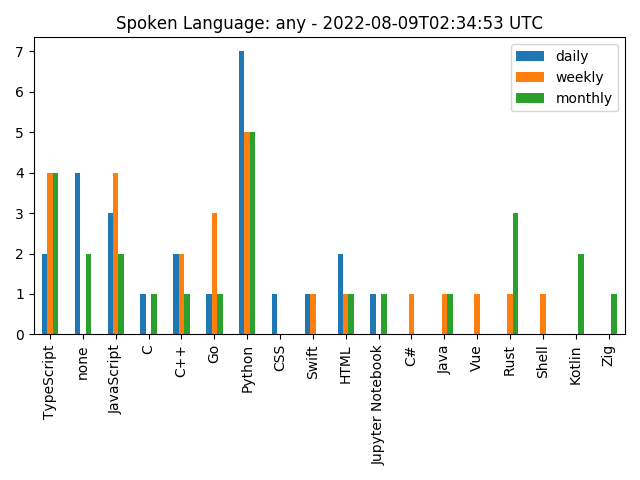 Spoken Language: any - 2022-08-09T02:34:53 UTC
daily
weekly
monthly
7
6
5
4
3
2
1
0
TypeScript
none
JavaScript
C
C++
Go
Python
CSS
Swift
HTML
Jupyter Notebook
C#
Java
Vue
Rust
Shell
Kotlin
Zig